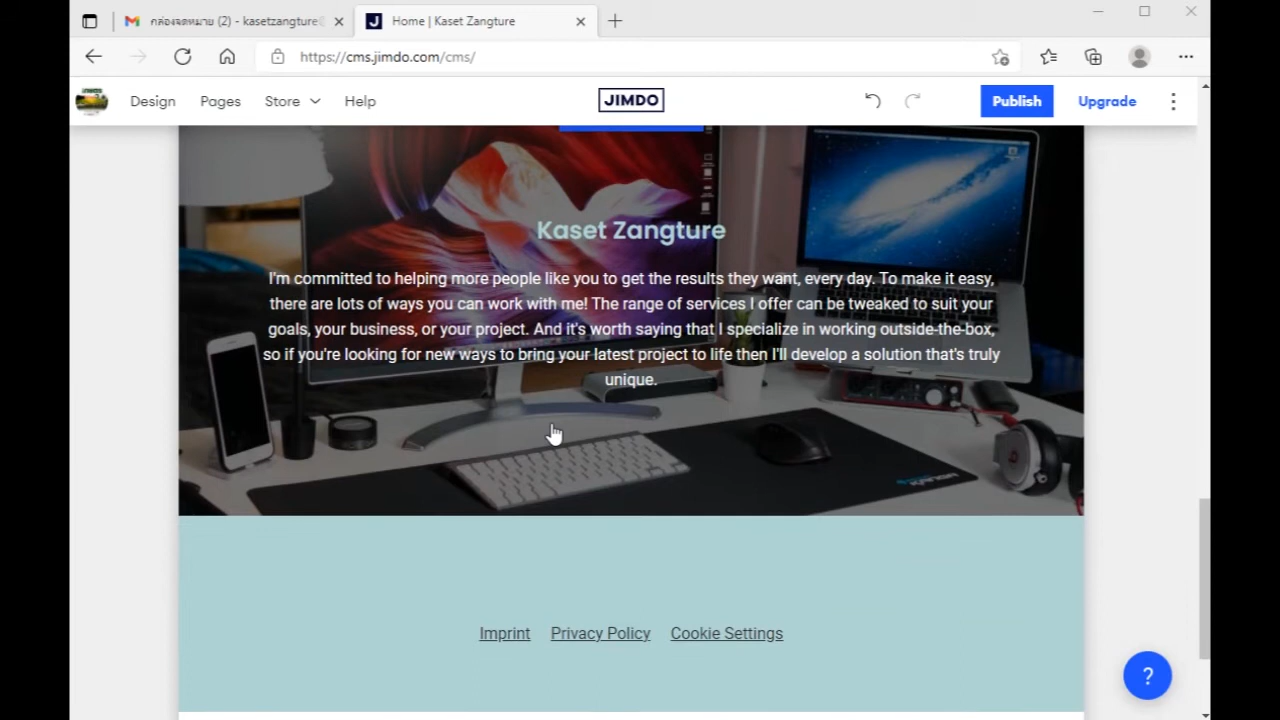 กล่องจดหมาย (2) - kasetzangture
Home | Kaset Zangture
https://cms.jimdo.com/cms/
Design Pages Store Help JIMDO Publish Upgrade
Kaset Zangture
I'm committed to helping more people like you to get the results they want, every day. To make it easy,
there are lots of ways you can work with me! The range of services I offer can be tweaked to suit your
goals, your business, or your project. And it's worth saying that I specialize in working outside-the-box,
so if you're looking for new ways to bring your latest project to life then I'll develop a solution that's truly
unique.
Imprint Privacy Policy Cookie Settings
?